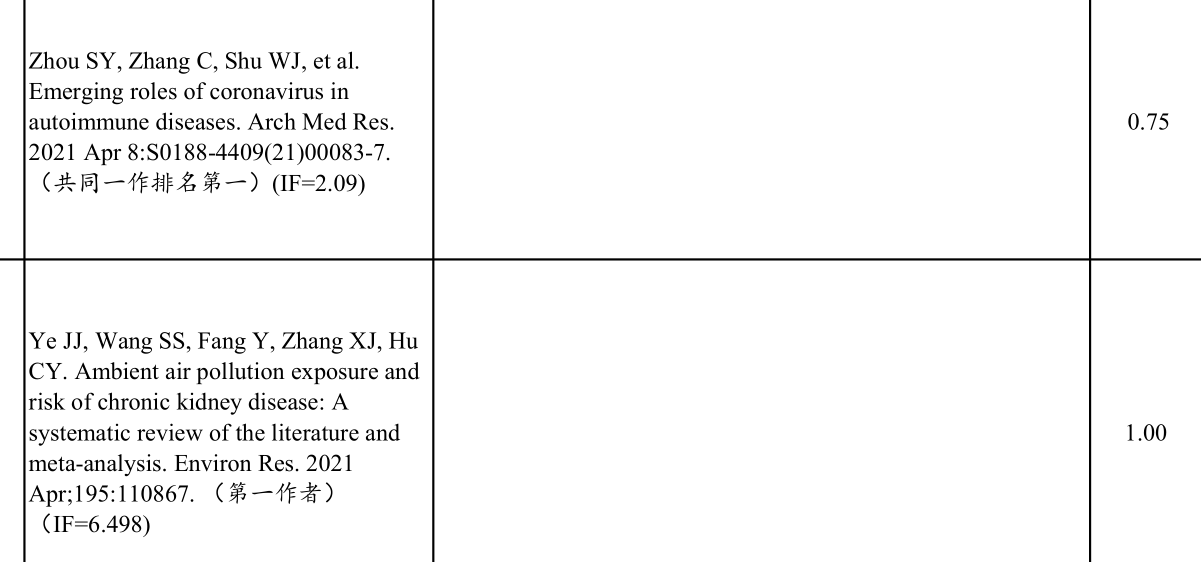 Zhou SY, Zhang C, Shu WJ, et al.
Emerging roles of coronavirus in
autoimmune diseases. Arch Med Res.
2021 Apr 8:S0188-4409(21)00083-7.
（共同一作排名第一）(IF=2.09)
0.75
Ye JJ, Wang SS, Fang Y, Zhang XJ, Hu
CY. Ambient air pollution exposure and
risk of chronic kidney disease: A
systematic review of the literature and
meta-analysis. Environ Res. 2021
Apr;195:110867. （第一作者）
（IF=6.498)
1.00